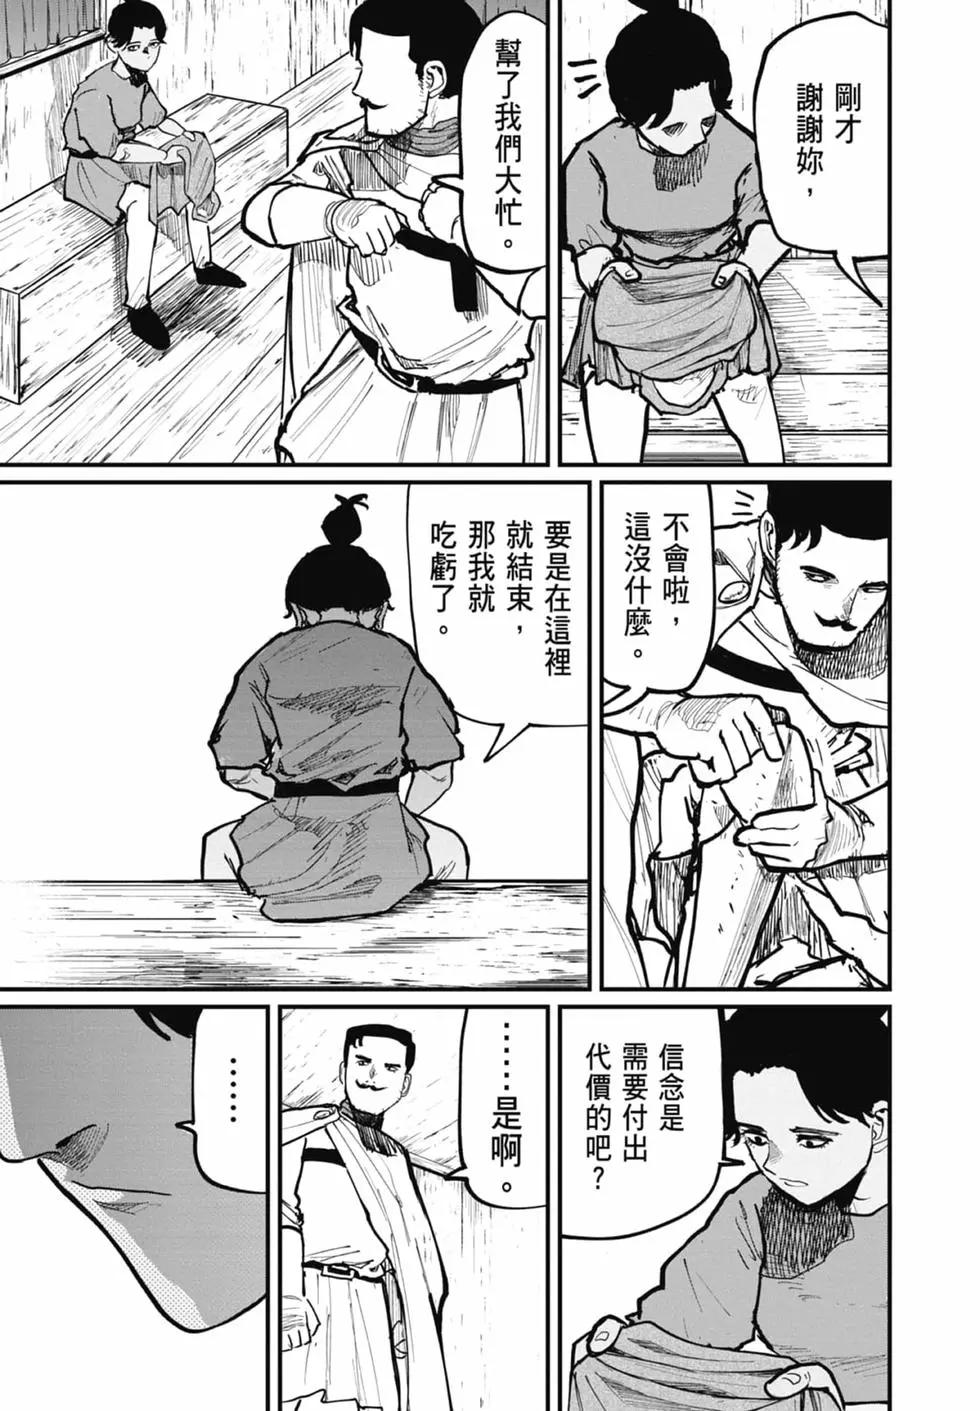 剛才
謝謝妳，
幫了我們大忙。
不會啦，
這沒什麼。
要是在這裡
就結束，
那我就
吃虧了。
信念是
需要付出
代價的吧？
……是啊。
……